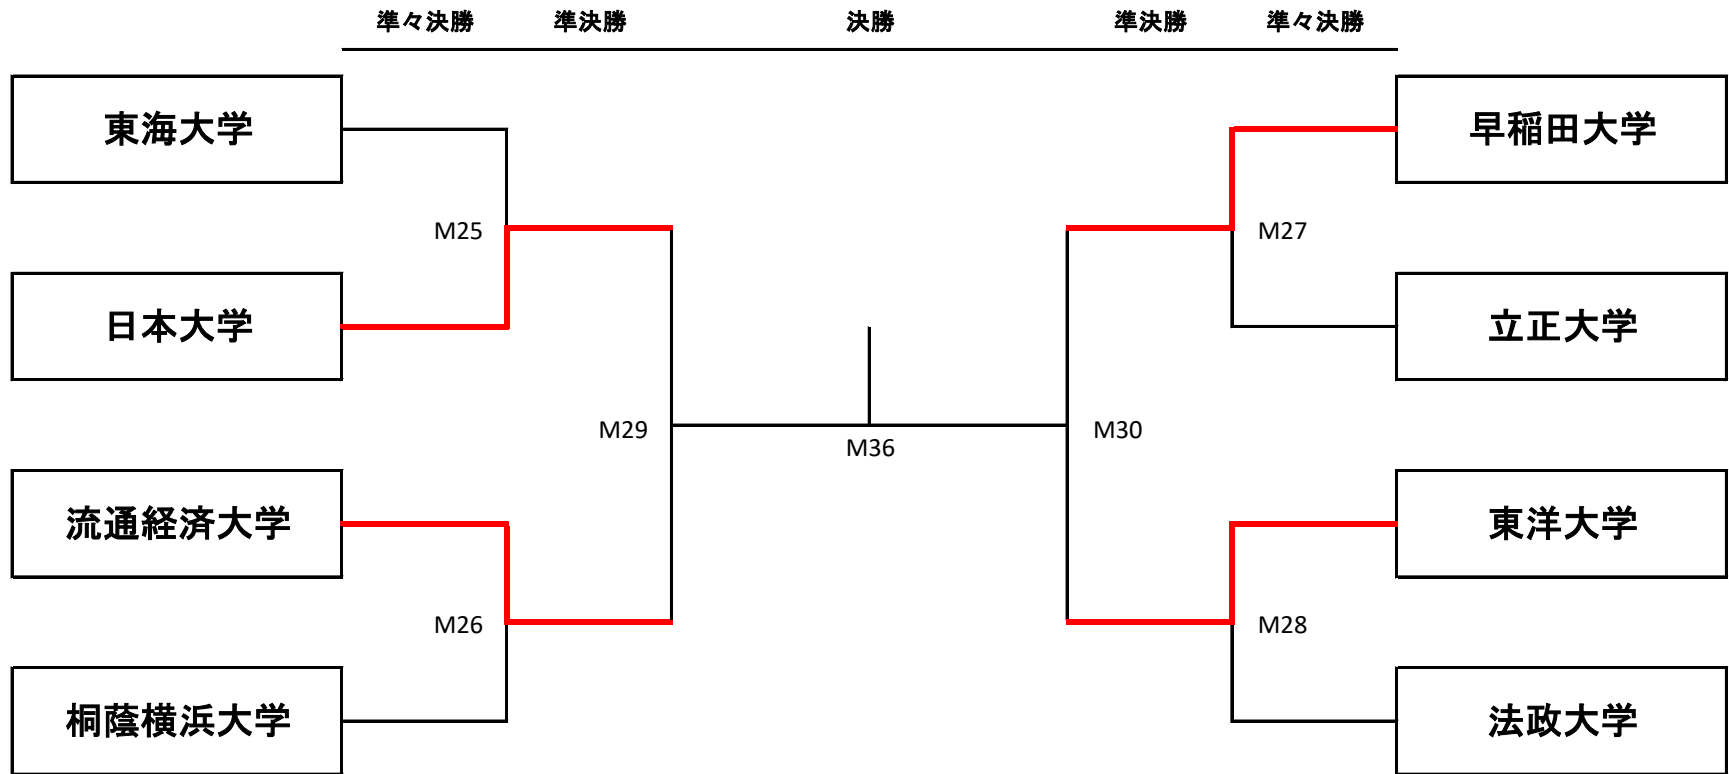 準々決勝 準決勝 決勝 準決勝 準々決勝
東海大学 早稲田大学
M25 M27
日本大学 立正大学
M29 M30
M36
流通経済大学 東洋大学
M26 M28
桐蔭横浜大学 法政大学